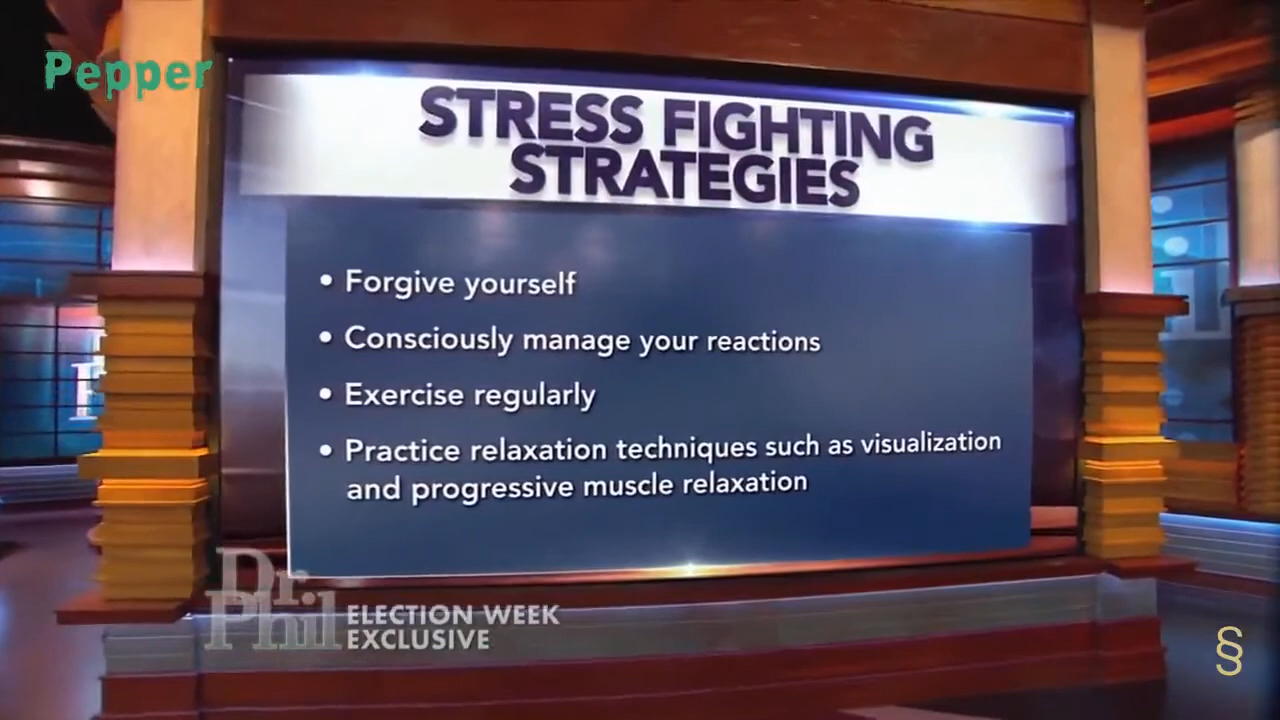 Pepper
STRESS FIGHTING
STRATEGIES
• Forgive yourself
• Consciously manage your reactions
• Exercise regularly
• Practice relaxation techniques such as visualization
and progressive muscle relaxation
Dr.
Phil
ELECTION WEEK
EXCLUSIVE
§